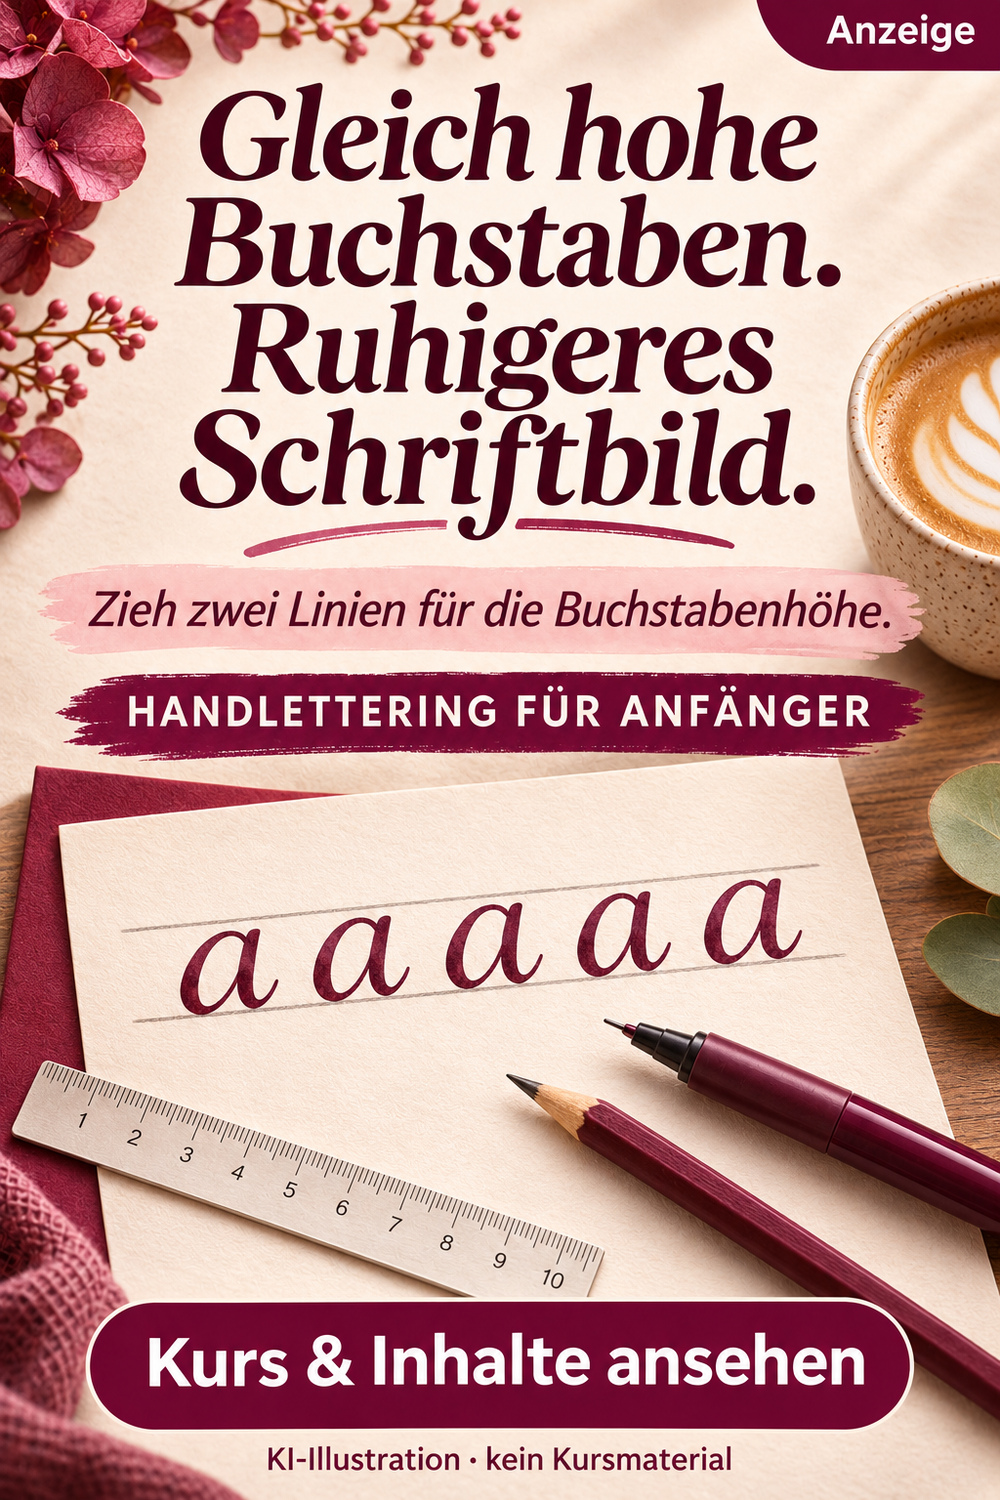 Anzeige
Gleich hohe
Buchstaben.
Ruhigeres
Schriftbild.
Zieh zwei Linien für die Buchstabenhöhe.
HANDLETTERING FÜR ANFÄNGER
a a a a a
1 2 3 4 5 6 7 8 9 10
Kurs & Inhalte ansehen
KI-Illustration · kein Kursmaterial